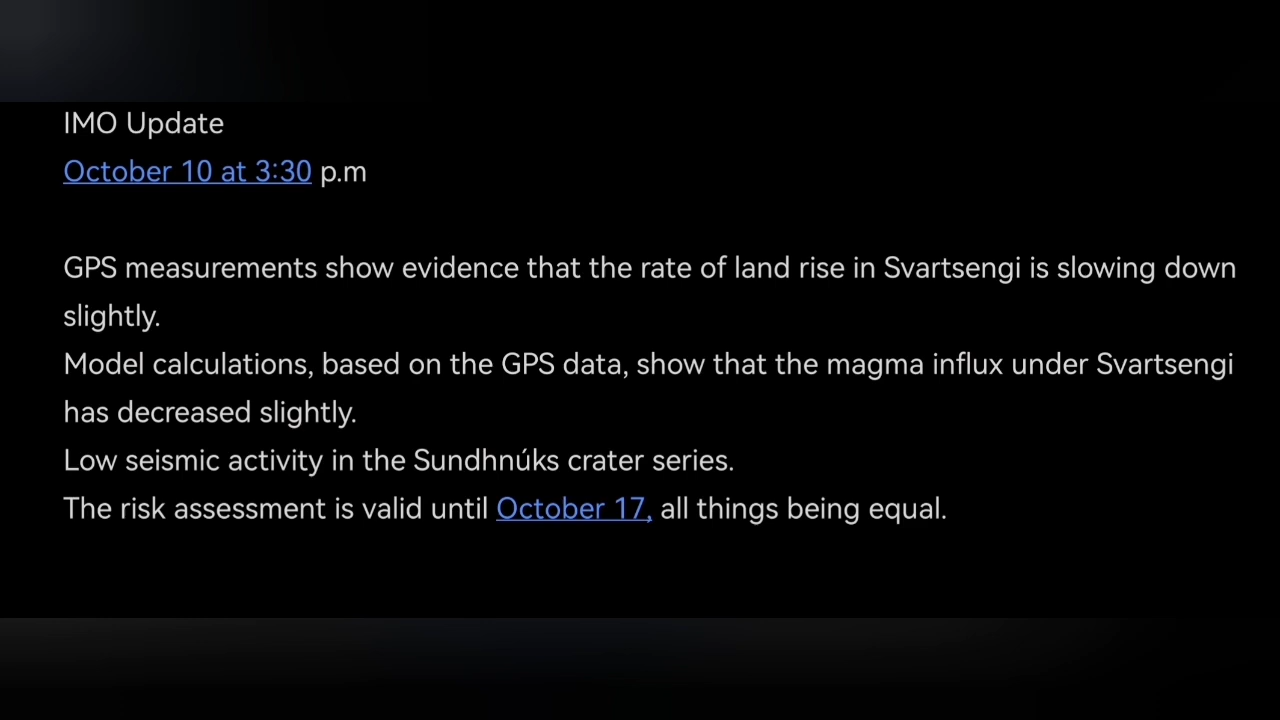 IMO Update
October 10 at 3:30 p.m
GPS measurements show evidence that the rate of land rise in Svartsengi is slowing down
slightly.
Model calculations, based on the GPS data, show that the magma influx under Svartsengi
has decreased slightly.
Low seismic activity in the Sundhnúks crater series.
The risk assessment is valid until October 17, all things being equal.